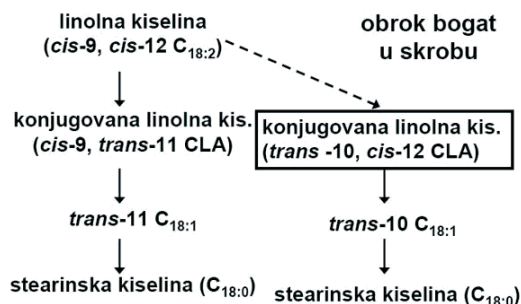 linolna kiselina
(cis-9, cis-12 C18:2)
obrok bogat
u skrobu
konjugovana linolna kis.
(cis-9, trans-11 CLA)
konjugovana linolna kis.
(trans -10, cis-12 CLA)
trans-11 C18:1
trans-10 C18:1
stearinska kiselina (C18:0)
stearinska kiselina (C18:0)